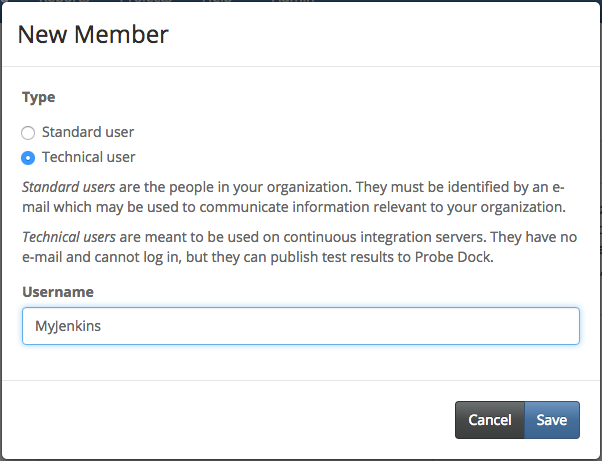 New Member
Type
Standard user
Technical user
Standard users are the people in your organization. They must be identified by an e-
mail which may be used to communicate information relevant to your organization.
Technical users are meant to be used on continuous integration servers. They have no
e-mail and cannot log in, but they can publish test results to Probe Dock.
Username
MyJenkins
Cancel Save